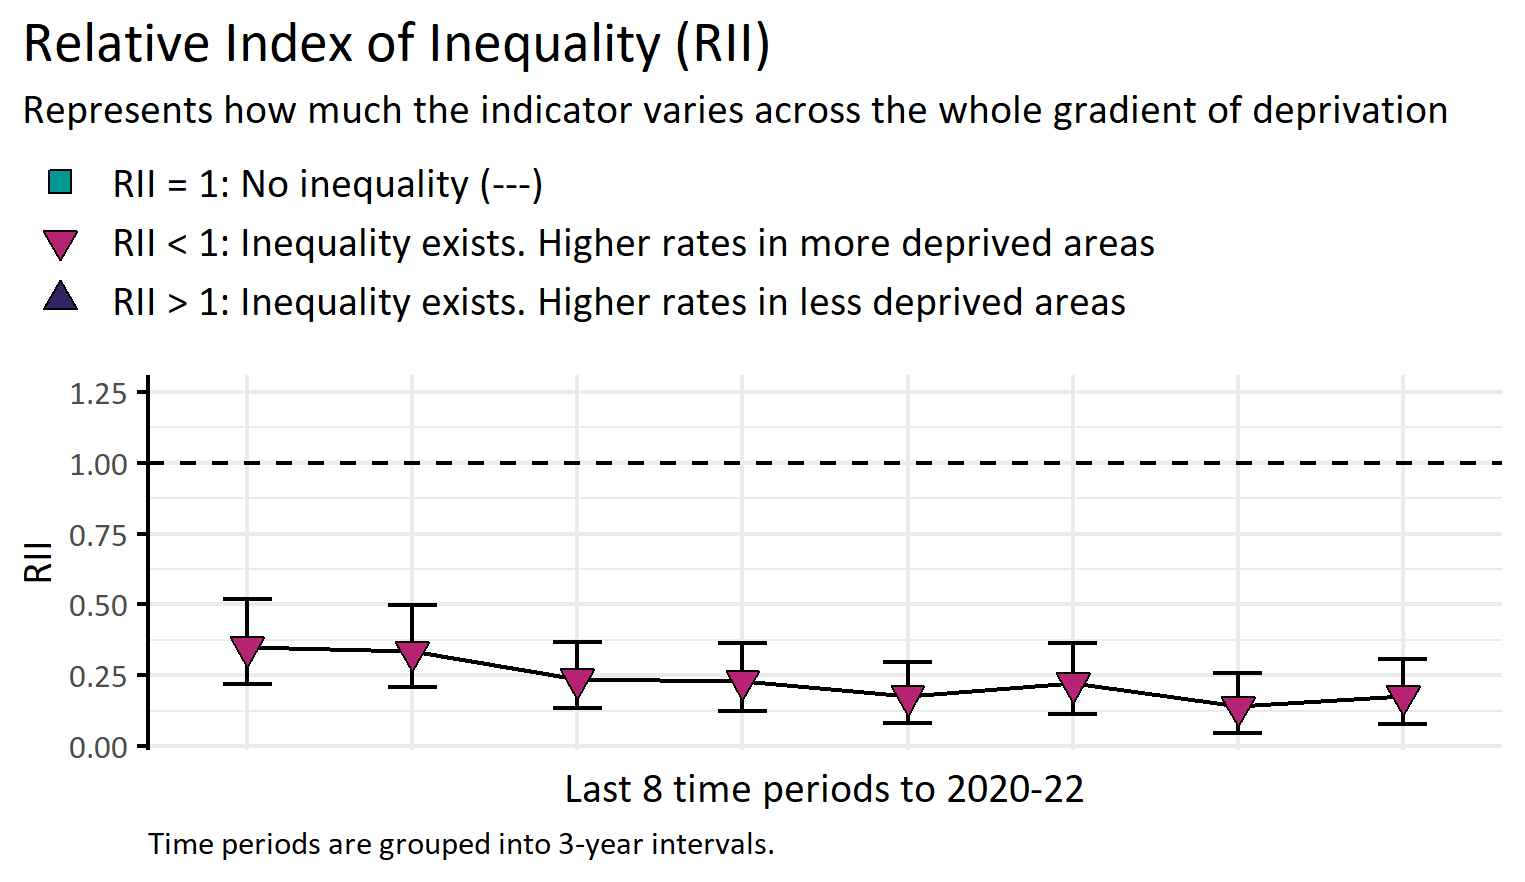 Relative Index of Inequality (RII)
Represents how much the indicator varies across the whole gradient of deprivation
RII = 1: No inequality (---)
RII < 1: Inequality exists. Higher rates in more deprived areas
RII > 1: Inequality exists. Higher rates in less deprived areas
1.25
1.00
0.75
0.50
0.25
0.00
RII
Last 8 time periods to 2020-22
Time periods are grouped into 3-year intervals.